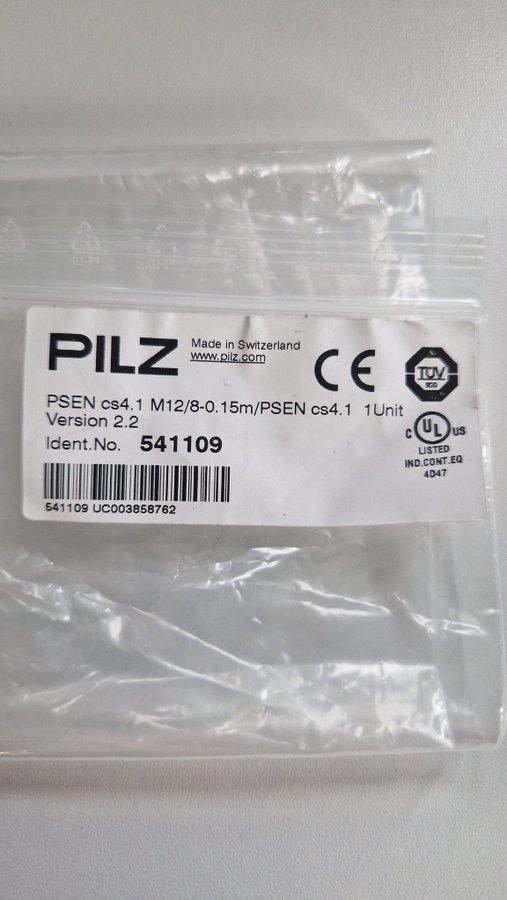 PILZ
Made in Switzerland
www.pilz.com
CE
TÜV
SÜD
PSEN cs4.1 M12/8-0.15m/PSEN cs4.1 1Unit
Version 2.2
Ident.No. 541109
C UL US
LISTED
IND.CONT.EQ
4D47
541109 UC003858762